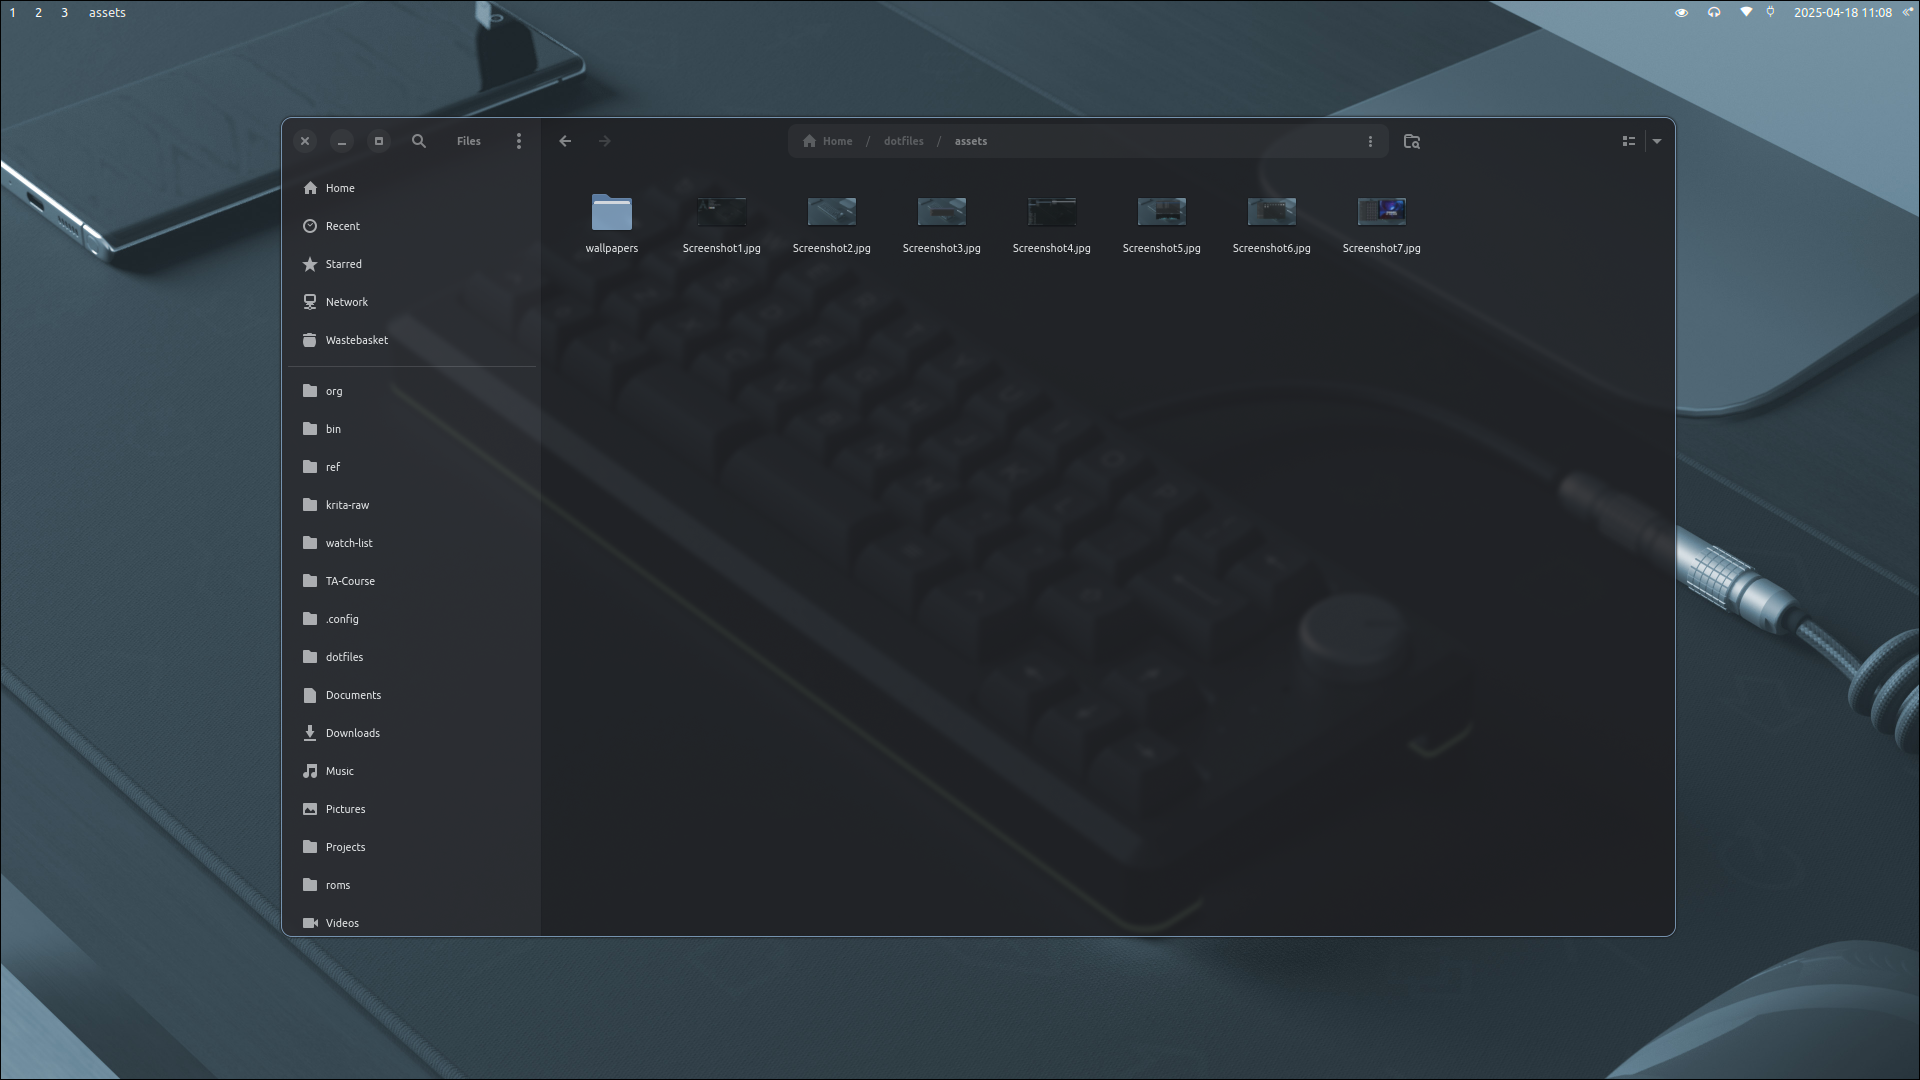 1 2 3 assets
2025-04-18 11:08
Files
Home / dotfiles / assets
Home
Recent
Starred
Network
Wastebasket
org
bin
ref
krita-raw
watch-list
TA-Course
.config
dotfiles
Documents
Downloads
Music
Pictures
Projects
roms
Videos
wallpapers Screenshot1.jpg Screenshot2.jpg Screenshot3.jpg Screenshot4.jpg Screenshot5.jpg Screenshot6.jpg Screenshot7.jpg